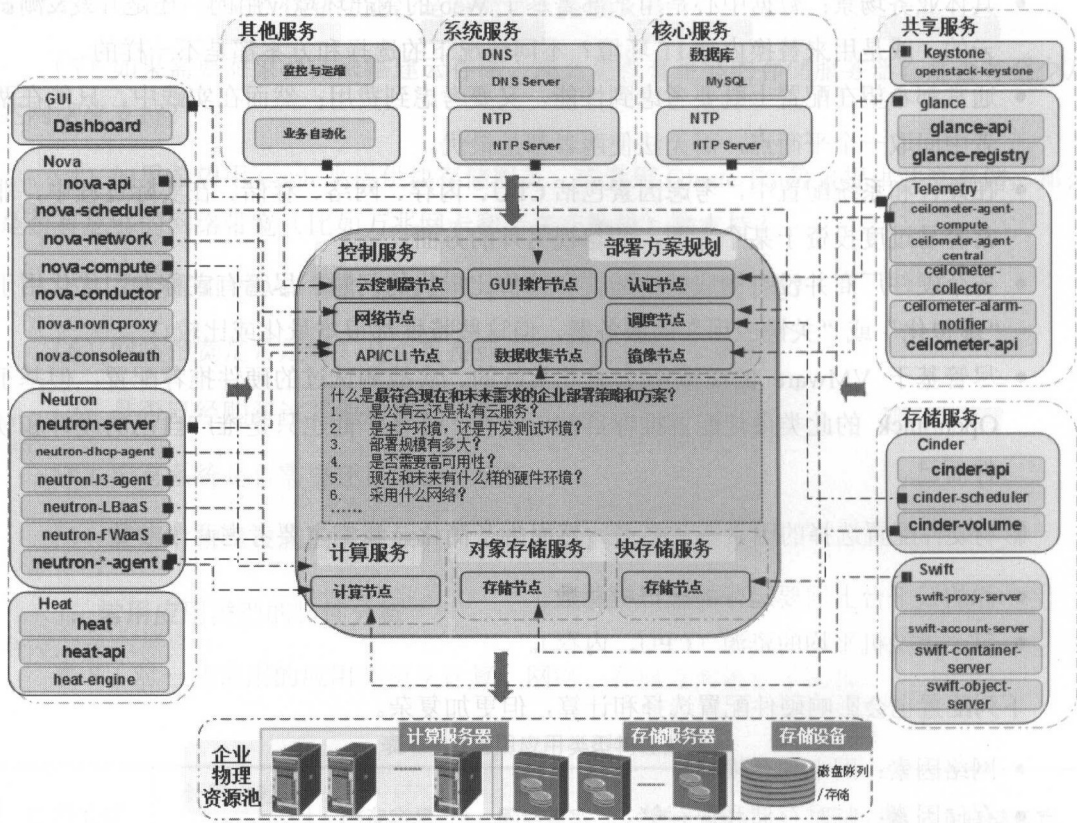 其他服务
监控与运维
业务自动化
系统服务
DNS
DNS Server
NTP
NTP Server
核心服务
数据库
MySQL
NTP
NTP Server
共享服务
keystone
openstack-keystone
glance
glance-api
glance-registry
Telemetry
ceilometer-agent-
compute
ceilometer-agent-
central
ceilometer-
collector
ceilometer-alarm-
notifier
ceilometer-api
GUI
Dashboard
Nova
nova-api
nova-scheduler
nova-network
nova-compute
nova-conductor
nova-novncproxy
nova-consoleauth
Neutron
neutron-server
neutron-dhcp-agent
neutron-l3-agent
neutron-LBaaS
neutron-FWaaS
neutron-*-agent
Heat
heat
heat-api
heat-engine
控制服务
部署方案规划
云控制器节点
GUI 操作节点
认证节点
网络节点
调度节点
API/CLI 节点
数据收集节点
镜像节点
什么是最符合现在和未来需求的企业部署策略和方案?
1. 是公有云还是私有云服务?
2. 是生产环境,还是开发测试环境?
3. 部署规模有多大?
4. 是否需要高可用性?
5. 现在和未来有什么样的硬件环境?
6. 采用什么网络?
……
计算服务
计算节点
对象存储服务
存储节点
块存储服务
存储节点
存储服务
Cinder
cinder-api
cinder-scheduler
cinder-volume
Swift
swift-proxy-server
swift-account-server
swift-container-
server
swift-object-
server
企业
物理
资源池
计算服务器
存储服务器
存储设备
磁盘阵列
/存储